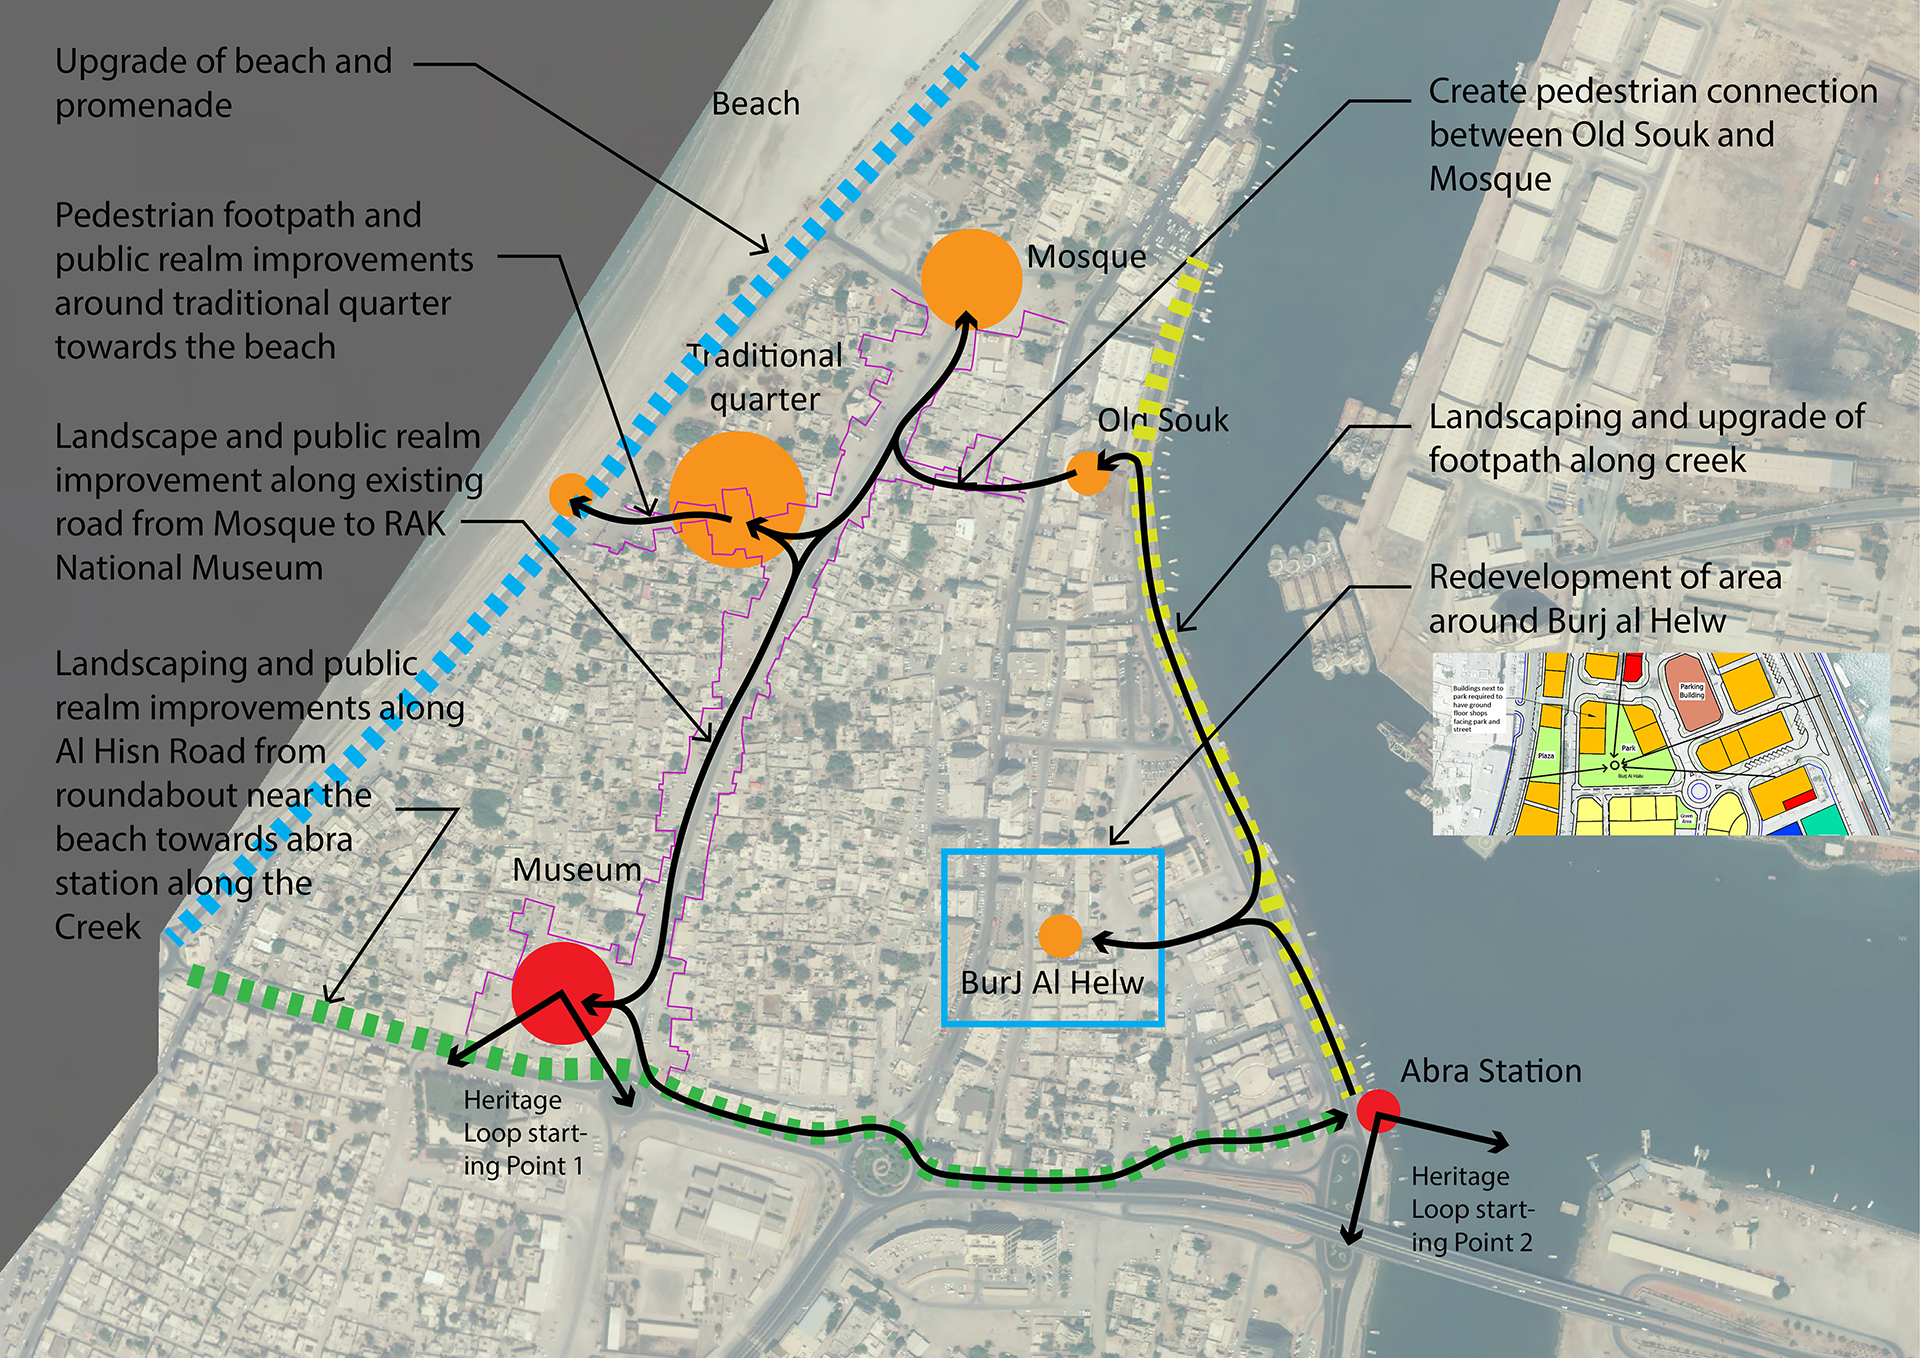 Upgrade of beach and
promenade
Beach
Create pedestrian connection
between Old Souk and
Mosque
Pedestrian footpath and
public realm improvements
around traditional quarter
towards the beach
Mosque
Traditional
quarter
Old Souk
Landscaping and upgrade of
footpath along creek
Landscape and public realm
improvement along existing
road from Mosque to RAK
National Museum
Redevelopment of area
around Burj al Helw
Buildings next to
park required to
have ground
floor shops
facing park and
street
Parking
Building
Plaza
Park
Burj Al Halu
Green
Area
Landscaping and public
realm improvements along
Al Hisn Road from
roundabout near the
beach towards abra
station along the
Creek
Museum
BurJ Al Helw
Heritage
Loop start-
ing Point 1
Abra Station
Heritage
Loop start-
ing Point 2